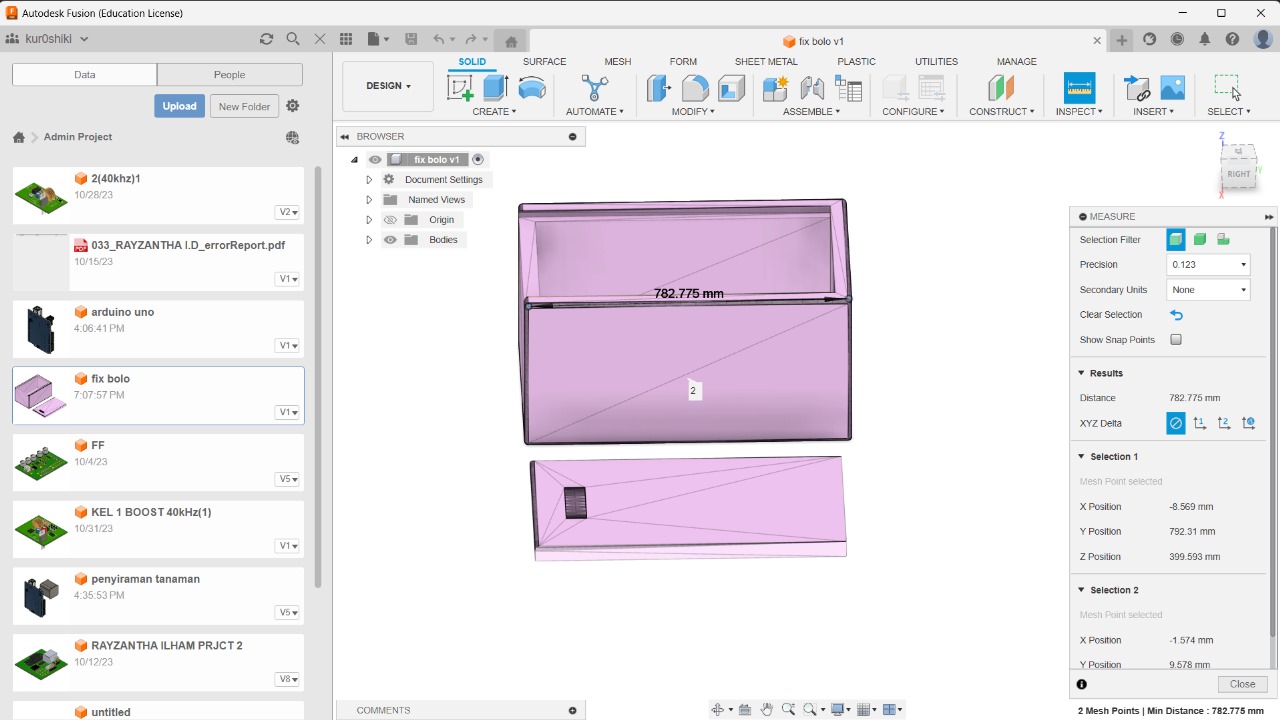 Autodesk Fusion (Education License)
kur0shiki
fix bolo v1
Data
People
Upload
New Folder
Admin Project
2(40khz)1
10/28/23
V2
033_RAYZANTHA I.D_errorReport.pdf
10/15/23
V1
arduino uno
4:06:41 PM
V1
fix bolo
7:07:57 PM
V1
FF
10/4/23
V5
KEL 1 BOOST 40kHz(1)
10/31/23
V1
penyiraman tanaman
4:35:53 PM
V5
RAYZANTHA ILHAM PRJCT 2
10/12/23
V8
untitled
DESIGN
SOLID
SURFACE
MESH
FORM
SHEET METAL
PLASTIC
UTILITIES
MANAGE
CREATE
AUTOMATE
MODIFY
ASSEMBLE
CONFIGURE
CONSTRUCT
INSPECT
INSERT
SELECT
BROWSER
fix bolo v1
Document Settings
Named Views
Origin
Bodies
782.775 mm
2
Z
RIGHT
Y
X
MEASURE
Selection Filter
Precision 0.123
Secondary Units None
Clear Selection
Show Snap Points
Results
Distance 782.775 mm
XYZ Delta
Selection 1
Mesh Point selected
X Position -8.569 mm
Y Position 792.31 mm
Z Position 399.593 mm
Selection 2
Mesh Point selected
X Position -1.574 mm
Y Position 9.578 mm
Close
COMMENTS
2 Mesh Points | Min Distance : 782.775 mm